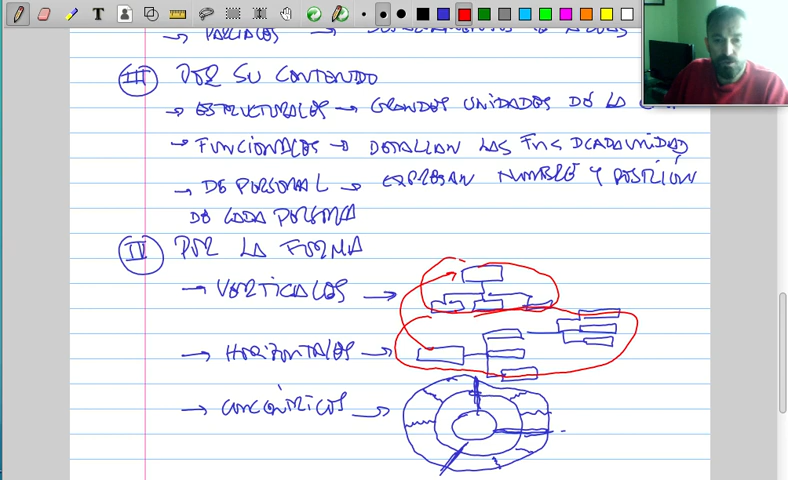 → PARCIALES →
III POR SU CONTENIDO
→ ESTRUCTURALES → GRANDES UNIDADES DE LA
→ FUNCIONALES → DETALLAN LAS FNS D CADA UNIDAD
→ DE PERSONAL → EXPRESAN NOMBRE Y POSICIÓN
DE CADA PERSONA
IV POR LA FORMA
→ VERTICALES →
→ HORIZONTALES →
→ CONCÉNTRICOS →